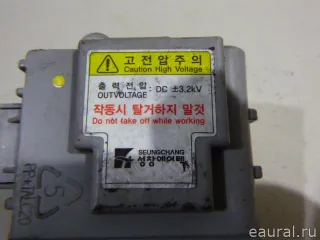 고전압주의
Caution High Voltage
출력전압
OUTVOLTAGE : DC ±3.2kV
작동시 탈거하지 말것
Do not take off while working
SEUNGCHANG
성창에어텍
5
eaural.ru